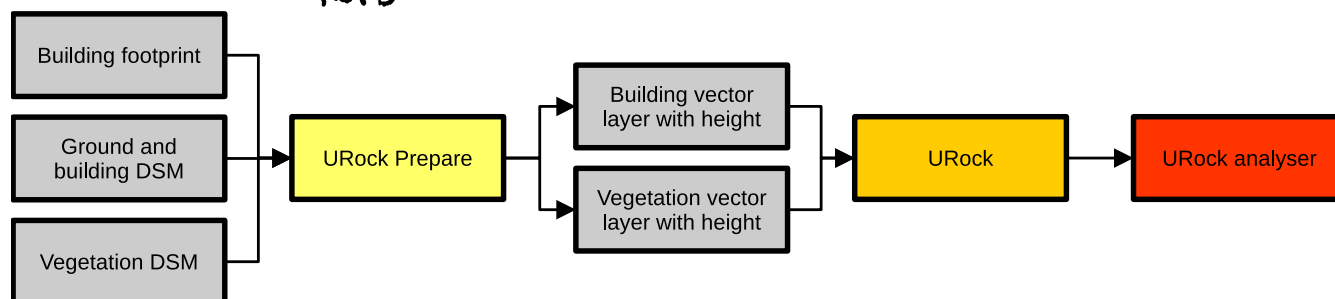 Building footprint
Ground and
building DSM
Vegetation DSM
URock Prepare
Building vector
layer with height
Vegetation vector
layer with height
URock
URock analyser